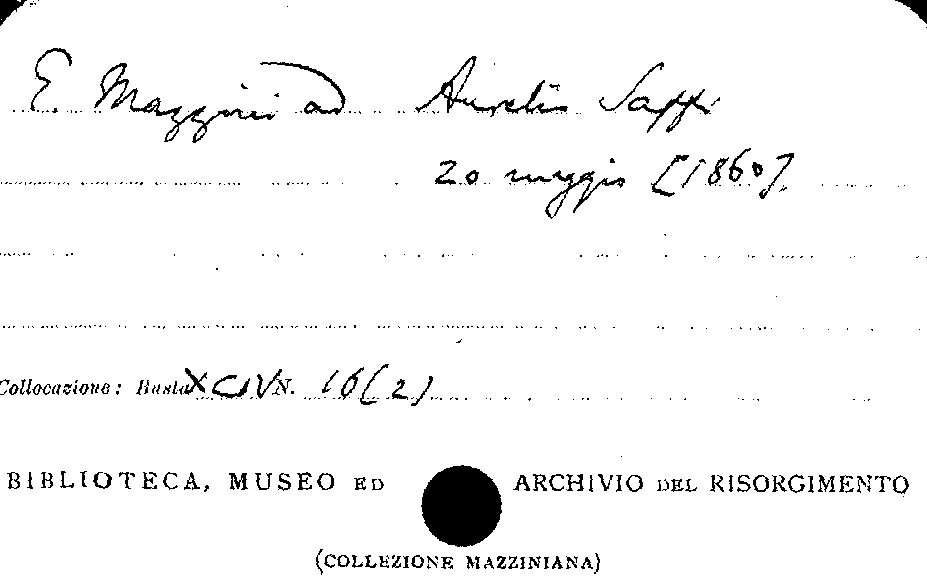 E. Mazzini ad Aurelio Saffi
20 maggio [1860].
Collocazione: Busta XCIV N. 16(2)
BIBLIOTECA, MUSEO ED ARCHIVIO DEL RISORGIMENTO
(COLLEZIONE MAZZINIANA)